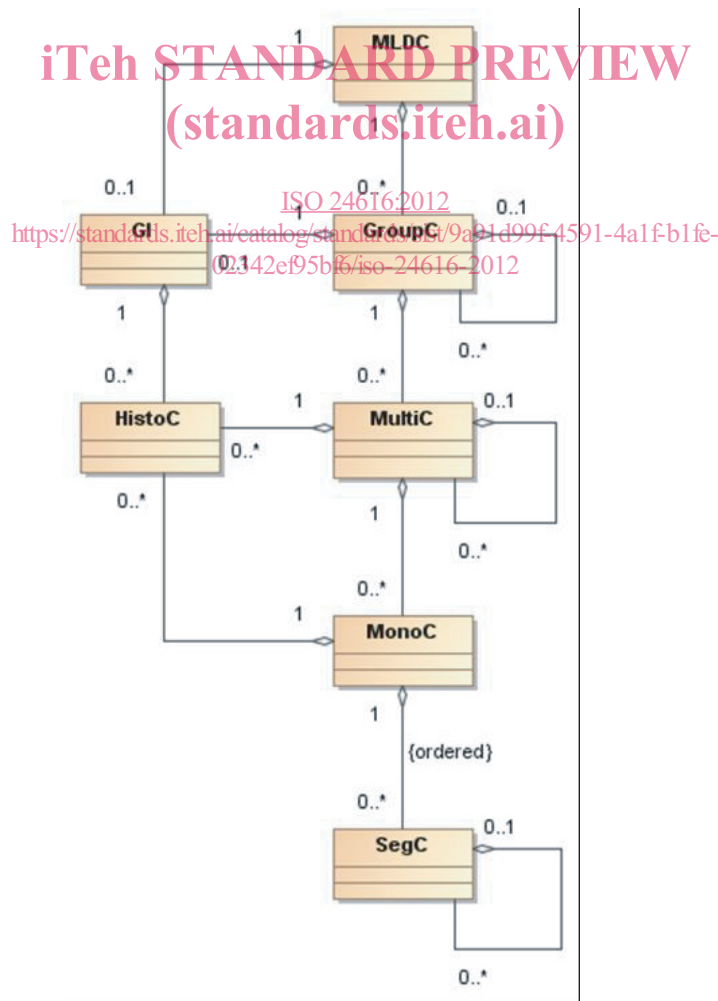 1
MLDC
iTeh STANDARD PREVIEW
(standards.iteh.ai)
1
0..1
0..*
ISO 24616:2012
1
0..1
GI
GroupC
https://standards.iteh.ai/catalog/standards/sist/9a91d99f-4591-4a1f-b1fe-
0..1
02342ef95bf6/iso-24616-2012
1
1
0..*
0..*
0..*
HistoC
1
MultiC
0..1
0..*
0..*
1
0..*
0..*
1
MonoC
1
{ordered}
0..*
SegC
0..1
0..*